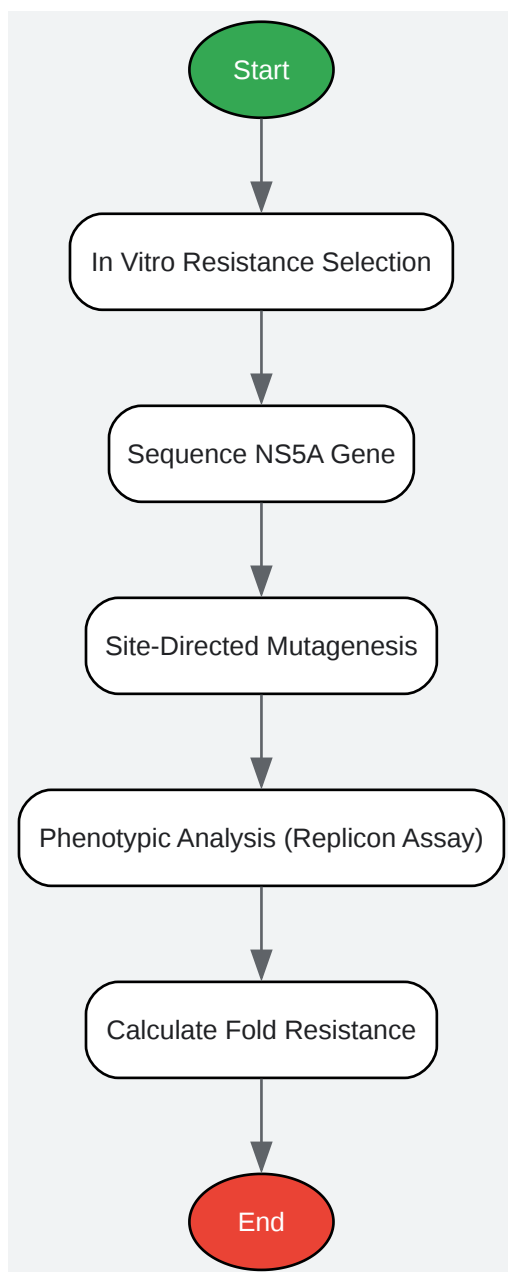 Start
In Vitro Resistance Selection
Sequence NS5A Gene
Site-Directed Mutagenesis
Phenotypic Analysis (Replicon Assay)
Calculate Fold Resistance
End